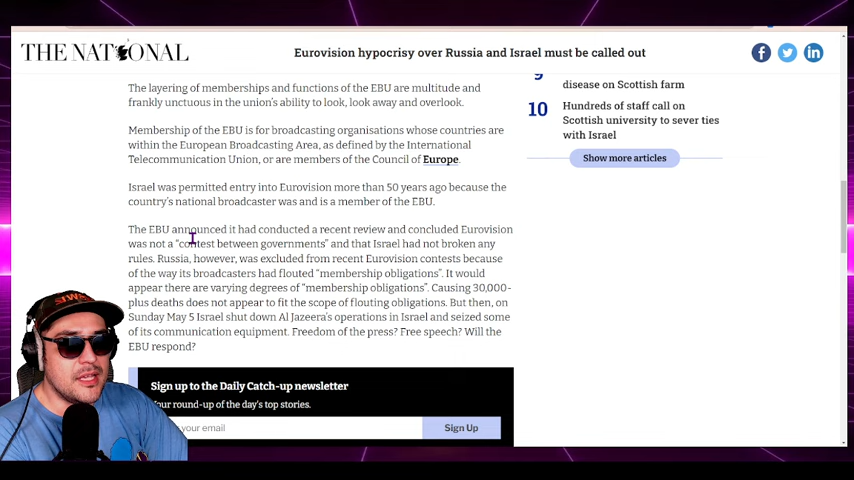 THE NATIONAL
Eurovision hypocrisy over Russia and Israel must be called out
The layering of memberships and functions of the EBU are multitude and
frankly unctuous in the union's ability to look, look away and overlook.
Membership of the EBU is for broadcasting organisations whose countries are
within the European Broadcasting Area, as defined by the International
Telecommunication Union, or are members of the Council of Europe.
Israel was permitted entry into Eurovision more than 50 years ago because the
country's national broadcaster was and is a member of the EBU.
The EBU announced it had conducted a recent review and concluded Eurovision
was not a "contest between governments" and that Israel had not broken any
rules. Russia, however, was excluded from recent Eurovision contests because
of the way its broadcasters had flouted "membership obligations". It would
appear there are varying degrees of "membership obligations". Causing 30,000-
plus deaths does not appear to fit the scope of flouting obligations. But then, on
Sunday May 5 Israel shut down Al Jazeera's operations in Israel and seized some
of its communication equipment. Freedom of the press? Free speech? Will the
EBU respond?
Sign up to the Daily Catch-up newsletter
Your round-up of the day's top stories.
your email
Sign Up
9
disease on Scottish farm
10
Hundreds of staff call on
Scottish university to sever ties
with Israel
Show more articles